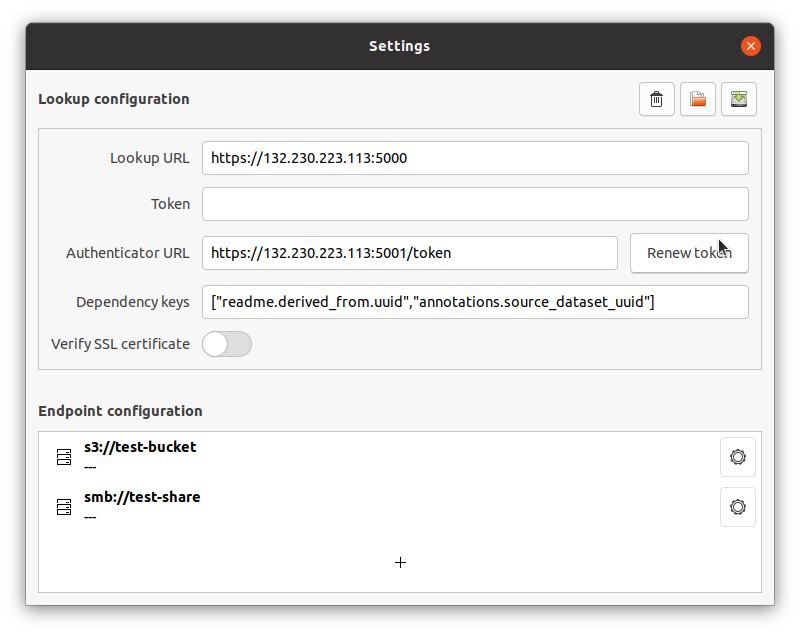 Settings
Lookup configuration
Lookup URL https://132.230.223.113:5000
Token
Authenticator URL https://132.230.223.113:5001/token Renew token
Dependency keys ["readme.derived_from.uuid","annotations.source_dataset_uuid"]
Verify SSL certificate
Endpoint configuration
s3://test-bucket
---
smb://test-share
---